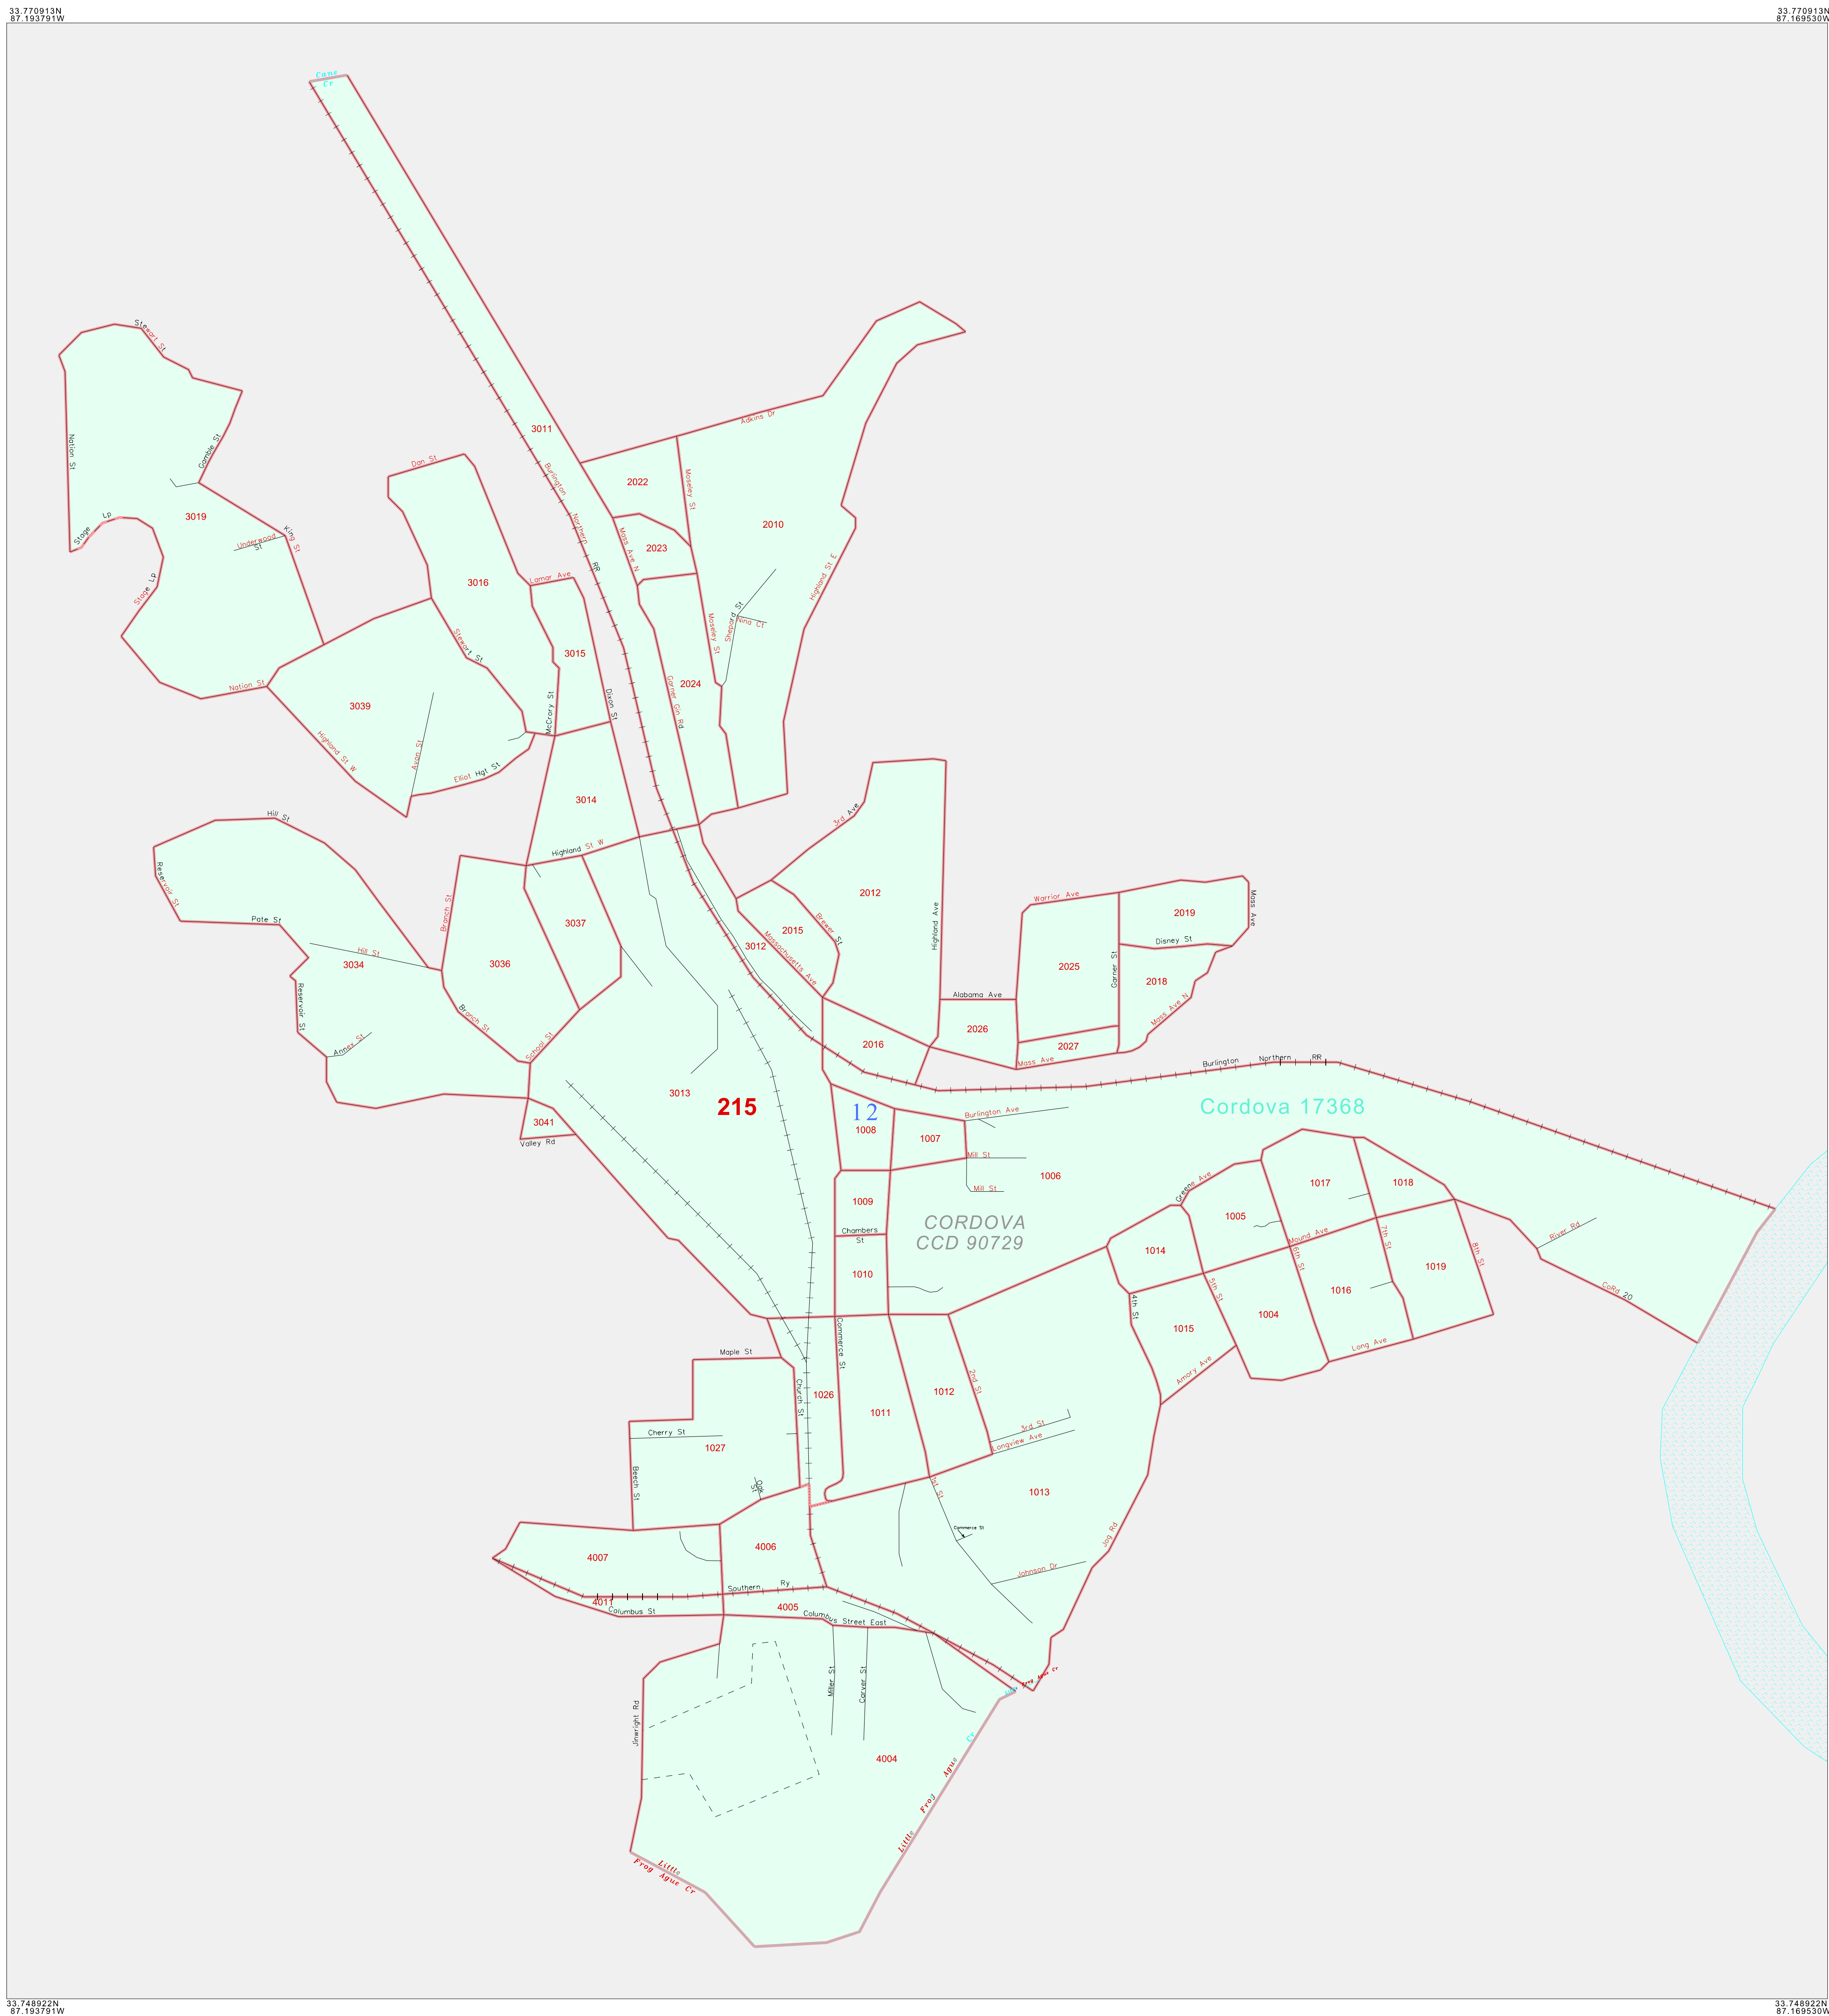 33.770913N
87.193791W
33.770913N
87.169530W
Cane
Cr
Stewart St
Adkins Dr
3011
Nation St
Gamble St
Dan St
Burlington
Northern
RR
2022
Moseley St
2010
3019
Stage Lp
King St
Underwood
St
Mass Ave N
2023
Highland St E
3016
Lamar Ave
Stage Lp
Shepard St
Nina Ct
Moseley St
Stewart St
3015
2024
Garner Gin Rd
Nation St
3039
McCrory St
Dixon St
Highland St W
Avon St
Elliot Hgt St
3014
3rd Ave
Hill St
Highland St W
Reservoir St
Branch St
2012
Warrior Ave
Mass Ave
2019
Pate St
3037
2015
Brewer St
Highland Ave
Disney St
Hill St
3034
3036
3012
Massachusetts Ave
2025
Garner St
2018
Alabama Ave
Mass Ave N
Reservoir St
Branch St
2026
Annex St
School St
2016
2027
Mass Ave
Burlington Northern RR
3013
215
12
Cordova 17368
Burlington Ave
3041
Valley Rd
1008
1007
Mill St
1006
Mill St
Greene Ave
1017
1018
1009
1005
Chambers
St
CORDOVA
CCD 90729
River Rd
1014
Mound Ave
6th St
7th St
8th St
1010
5th St
1016
1019
CoRd 20
4th St
1015
1004
Commerce St
Long Ave
Maple St
Amory Ave
Church St
1026
1012
2nd St
1011
3rd St
Longview Ave
Cherry St
1027
Beech St
Oak
St
1st St
1013
Commerce St
Jog Rd
4006
4007
Johnson Dr
Southern Ry
4011
Columbus St
4005
Columbus Street East
Miller St
Carver St
Jinwright Rd
4004
Little Frog Ague Cr
Little
Frog Ague Cr
33.748922N
87.193791W
33.748922N
87.169530W